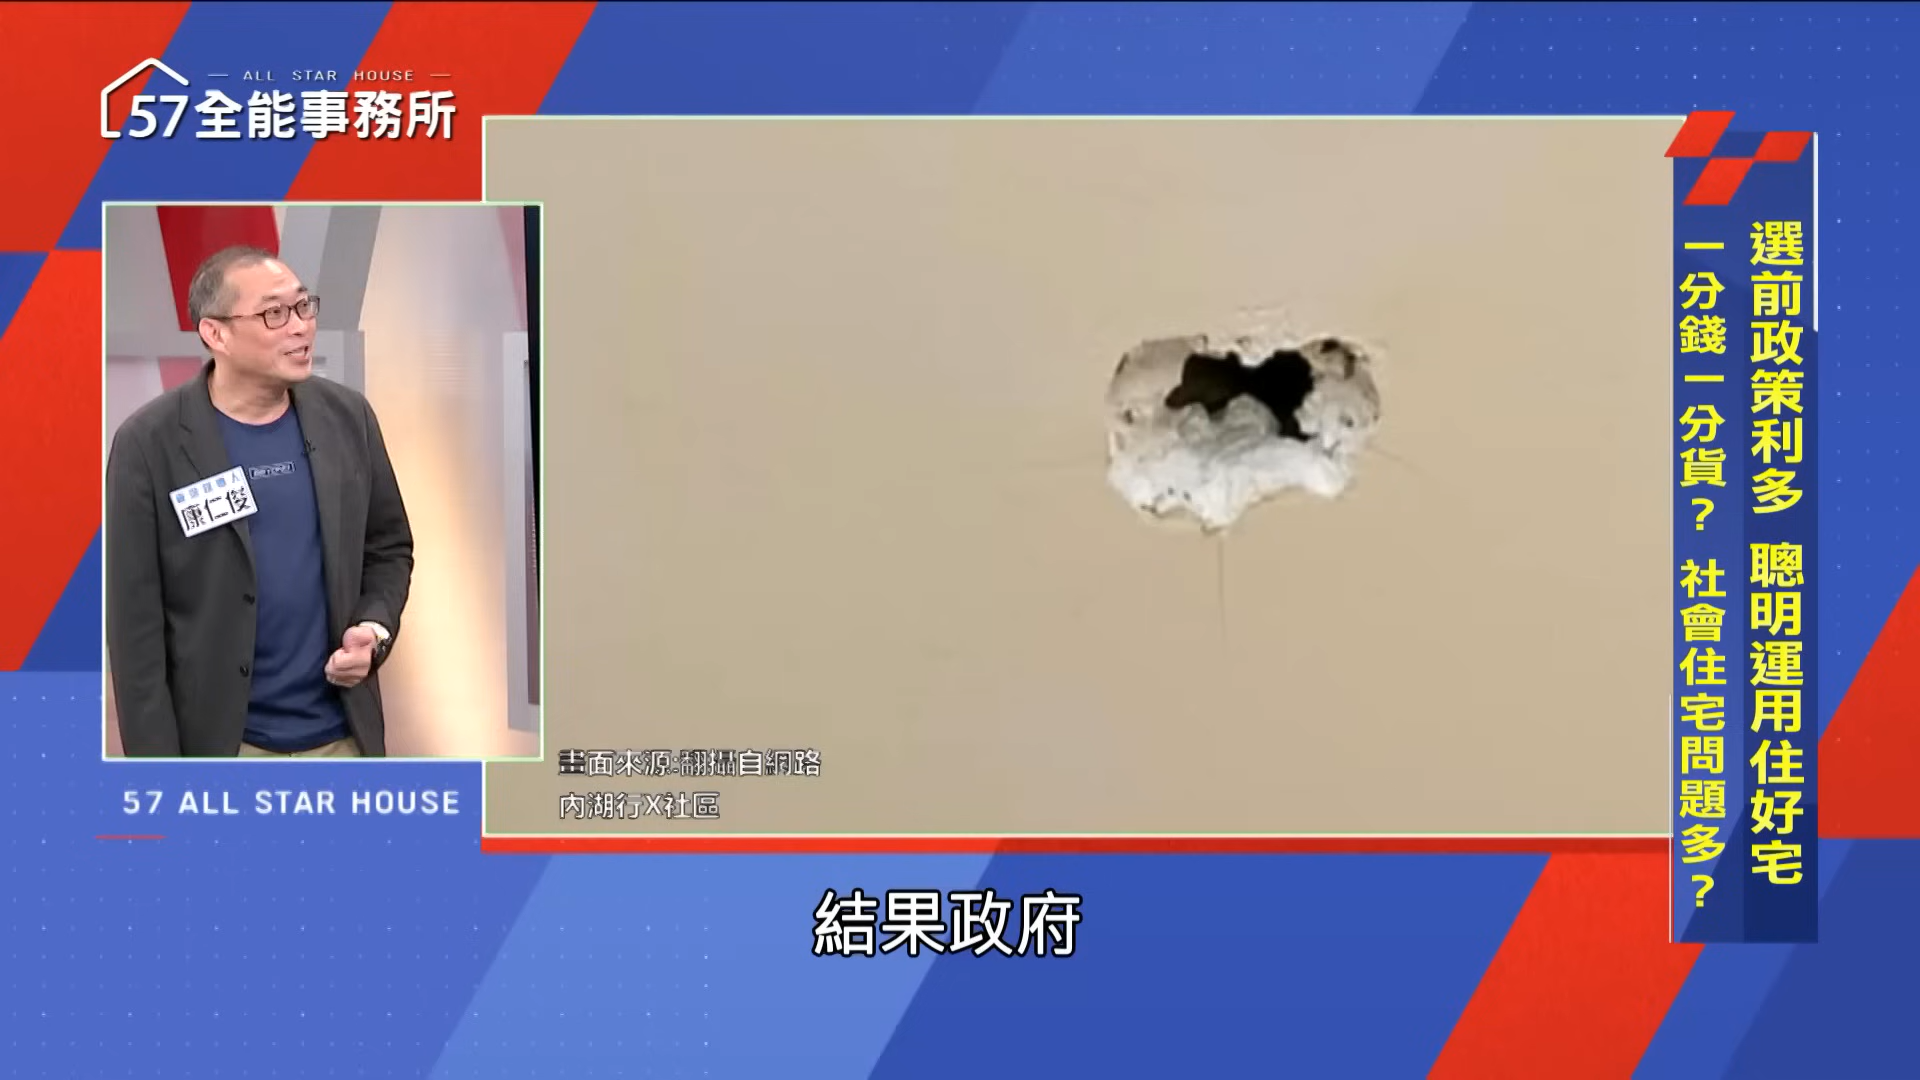 ALL STAR HOUSE
57全能事務所
選前政策利多 聰明運用住好宅
一分錢一分貨? 社會住宅問題多?
康仁俊
畫面來源:翻攝自網路
內湖行X社區
57 ALL STAR HOUSE
結果政府